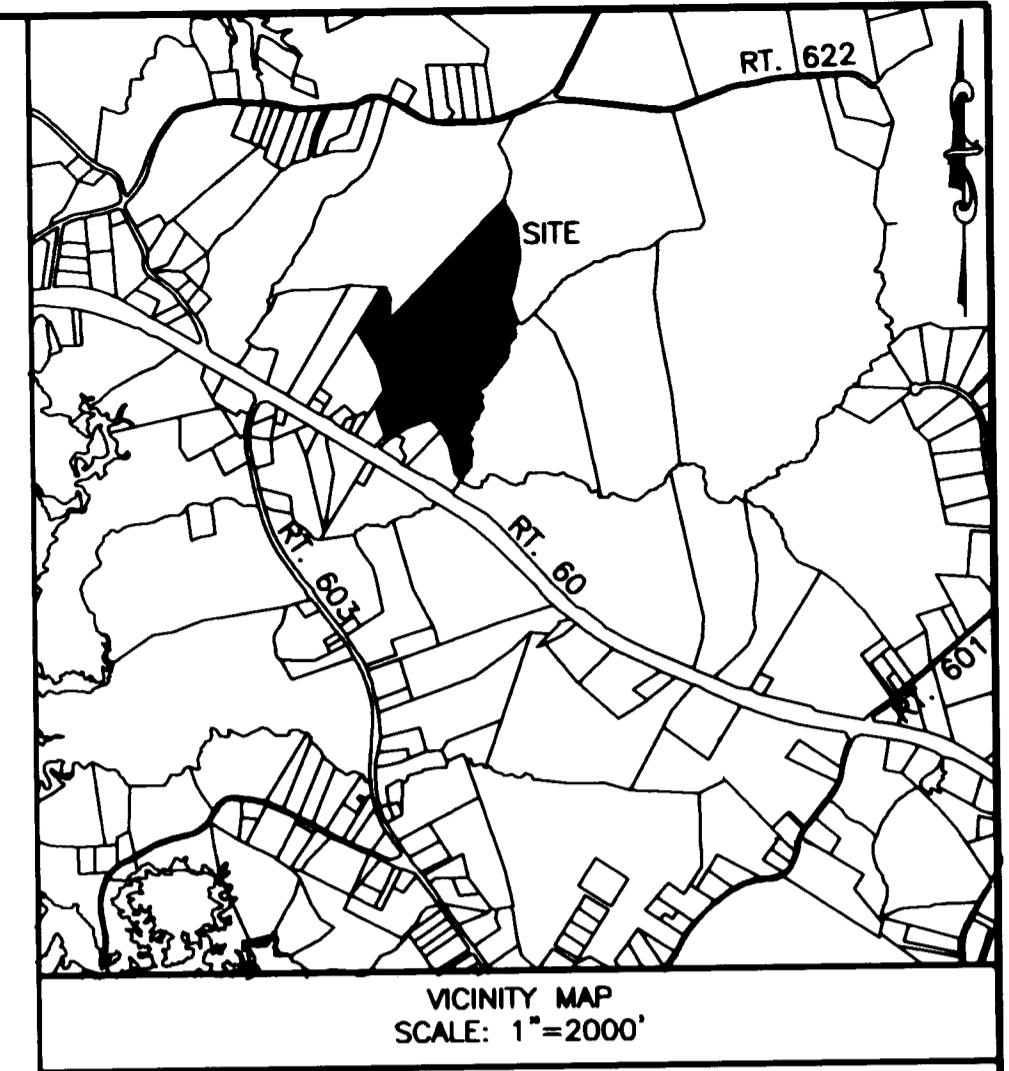 RT. 622
SITE
RT. 60
RT. 603
RT. 601
VICINITY MAP
SCALE: 1"=2000'